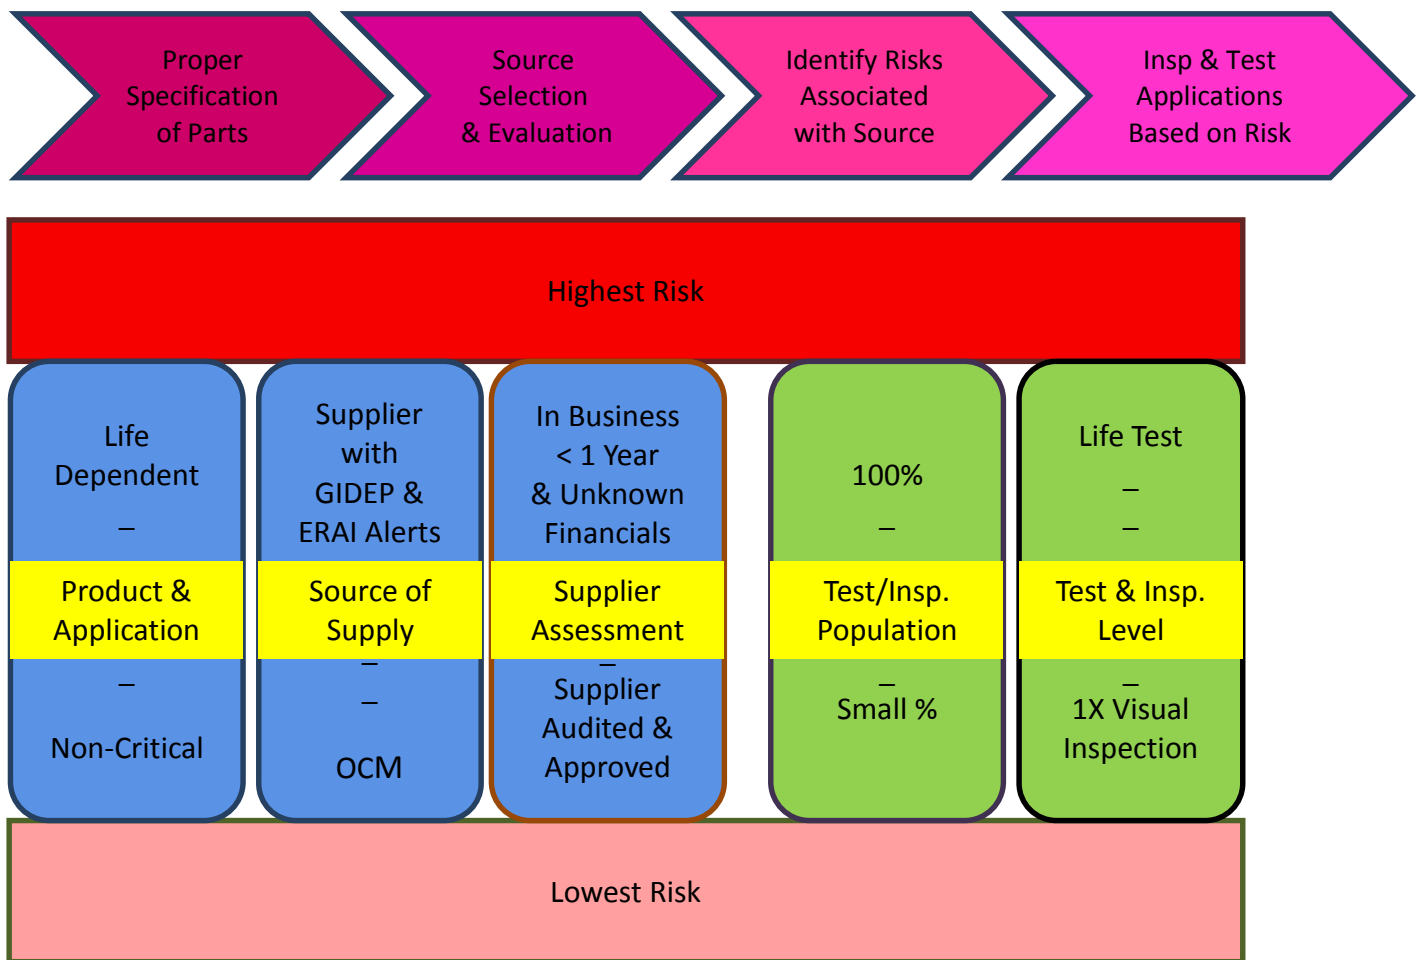 Proper
Specification
of Parts
Source
Selection
& Evaluation
Identify Risks
Associated
with Source
Insp & Test
Applications
Based on Risk
Highest Risk
Life
Dependent
–
Product &
Application
–
Non-Critical
Supplier
with
GIDEP &
ERAI Alerts
Source of
Supply
–
–
OCM
In Business
< 1 Year
& Unknown
Financials
Supplier
Assessment
–
Supplier
Audited &
Approved
100%
–
Test/Insp.
Population
–
Small %
Life Test
–
–
Test & Insp.
Level
–
1X Visual
Inspection
Lowest Risk